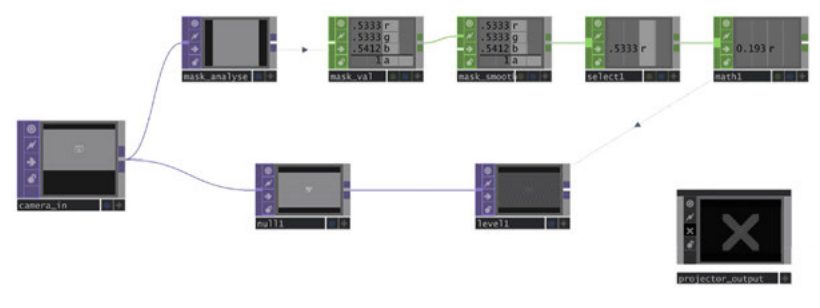 .5333 r
.5333 g
.5412 b
1 a
.5333 r
.5333 g
.5412 b
1 a
.5333 r
0.193 r
mask_analyse
mask_val
mask_smooth
select1
math1
camera_in
null1
level1
projector_output